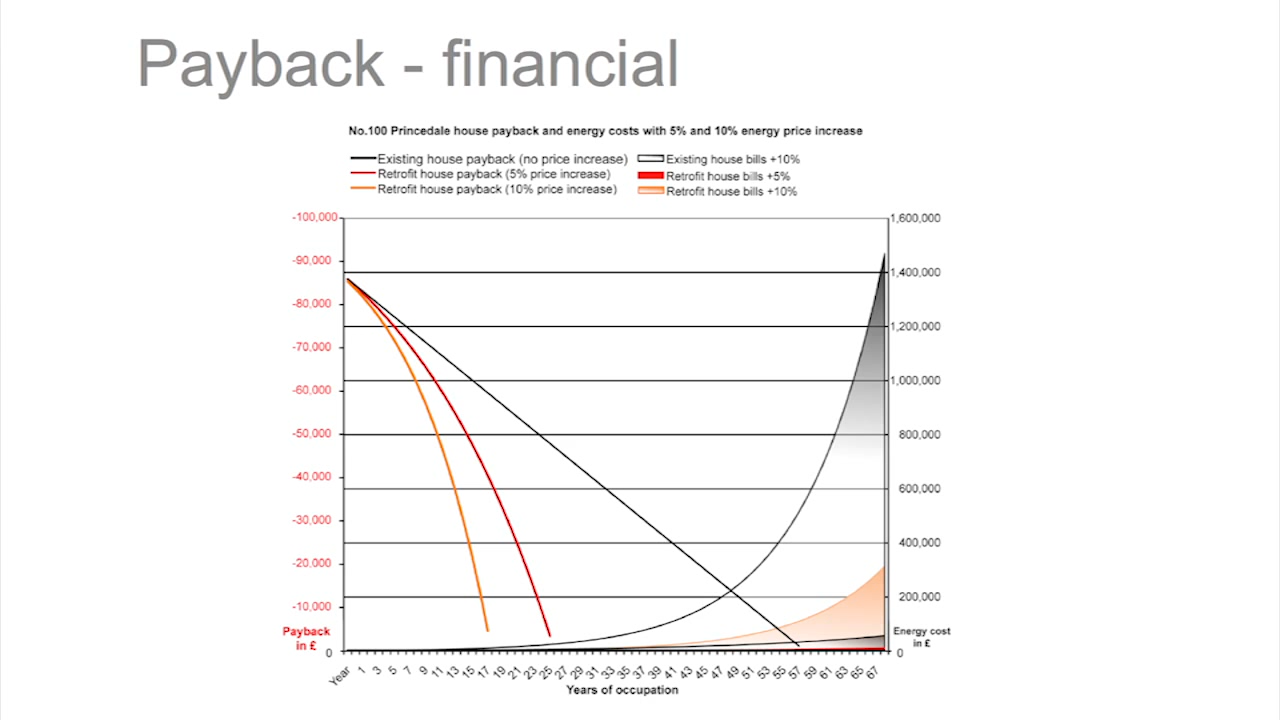 Payback - financial
No.100 Princedale house payback and energy costs with 5% and 10% energy price increase
Existing house payback (no price increase)
Retrofit house payback (5% price increase)
Retrofit house payback (10% price increase)
Existing house bills +10%
Retrofit house bills +5%
Retrofit house bills +10%
-100,000
-90,000
-80,000
-70,000
-60,000
-50,000
-40,000
-30,000
-20,000
-10,000
Payback
in £
0
1,600,000
1,400,000
1,200,000
1,000,000
800,000
600,000
400,000
200,000
Energy cost
in £
0
Year 1 3 5 7 9 11 13 15 17 19 21 23 25 27 29 31 33 35 37 39 41 43 45 47 49 51 53 55 57 59 61 63 65 67
Years of occupation